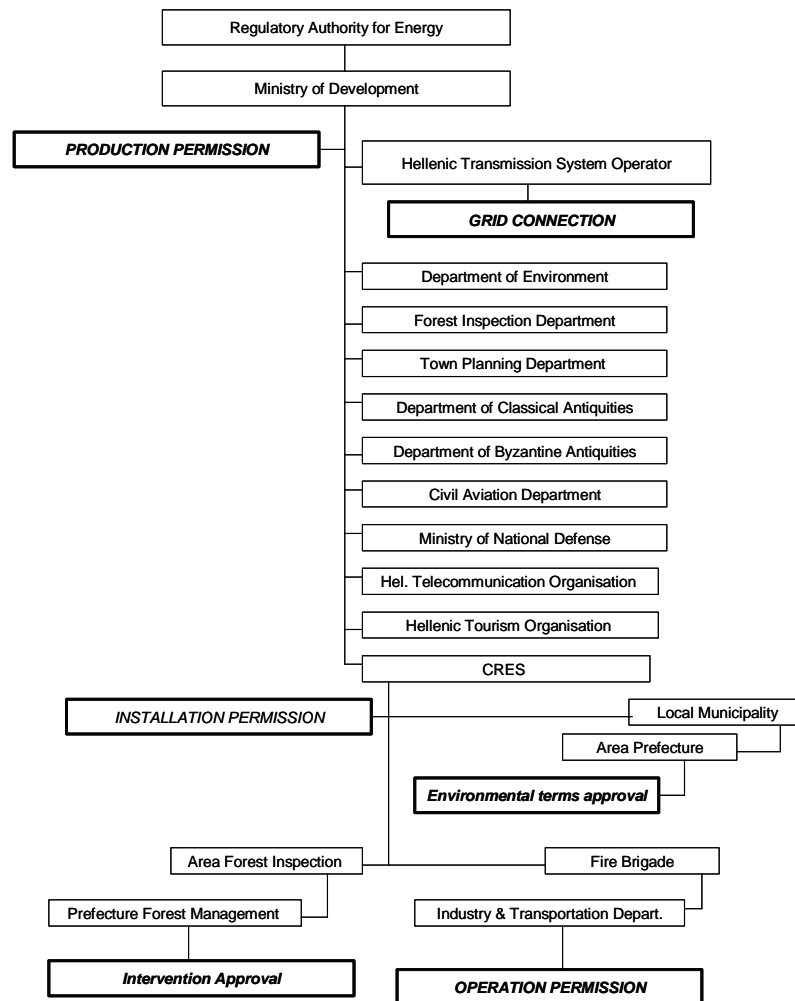 Regulatory Authority for Energy
Ministry of Development
PRODUCTION PERMISSION
Hellenic Transmission System Operator
GRID CONNECTION
Department of Environment
Forest Inspection Department
Town Planning Department
Department of Classical Antiquities
Department of Byzantine Antiquities
Civil Aviation Department
Ministry of National Defense
Hel. Telecommunication Organisation
Hellenic Tourism Organisation
CRES
INSTALLATION PERMISSION
Local Municipality
Area Prefecture
Environmental terms approval
Area Forest Inspection
Fire Brigade
Prefecture Forest Management
Industry & Transportation Depart.
Intervention Approval
OPERATION PERMISSION